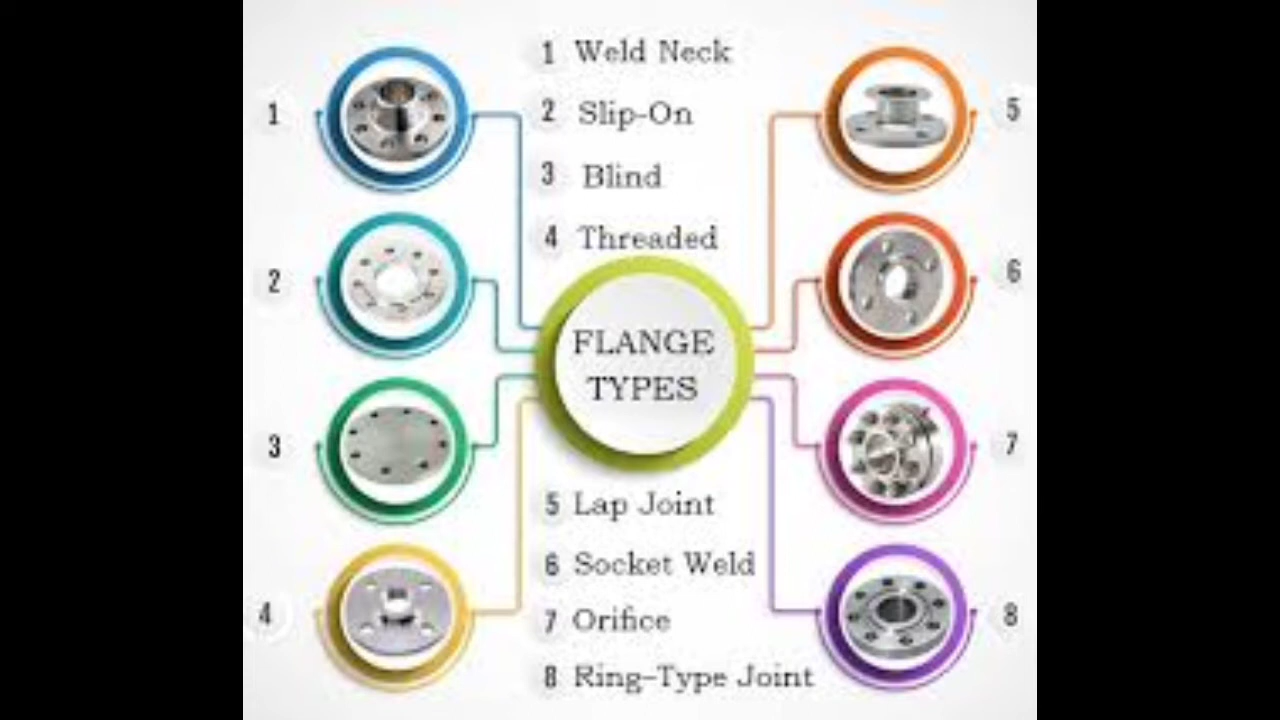 1 Weld Neck
2 Slip-On
3 Blind
4 Threaded
1
2
3
4
FLANGE
TYPES
5
6
7
8
5 Lap Joint
6 Socket Weld
7 Orifice
8 Ring-Type Joint